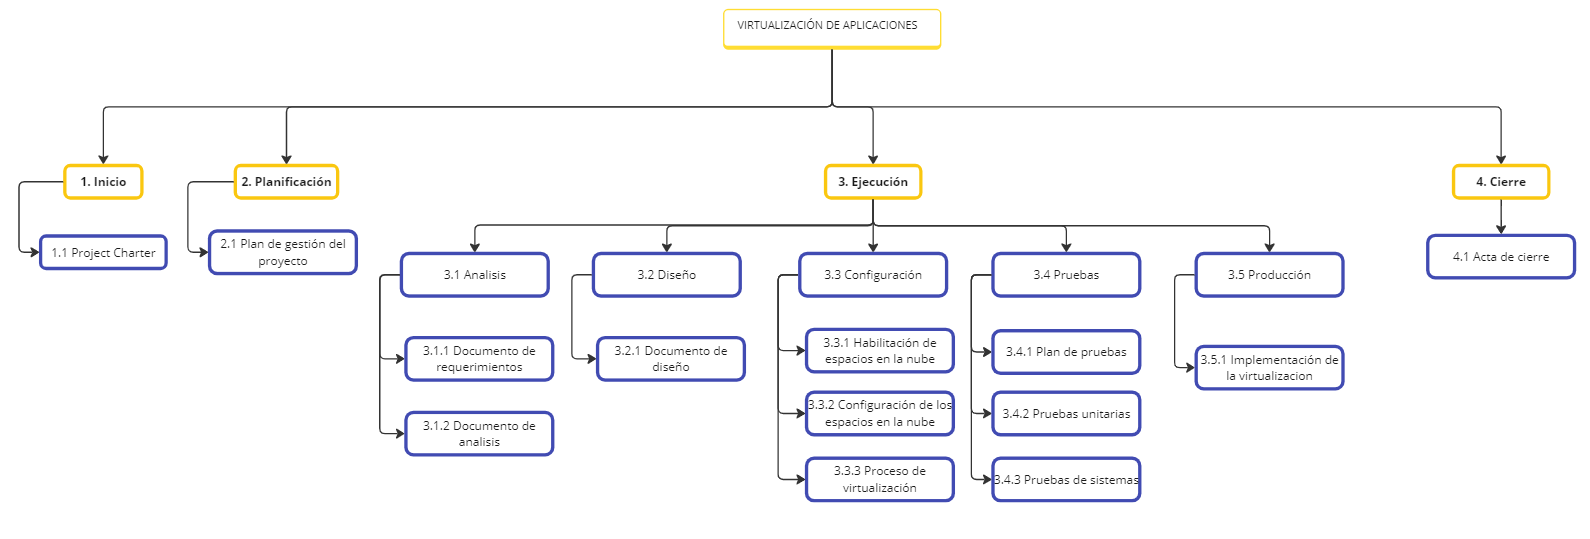 VIRTUALIZACIÓN DE APLICACIONES
1. Inicio
2. Planificación
3. Ejecución
4. Cierre
1.1 Project Charter
2.1 Plan de gestión del
proyecto
4.1 Acta de cierre
3.1 Analisis
3.2 Diseño
3.3 Configuración
3.4 Pruebas
3.5 Producción
3.1.1 Documento de
requerimientos
3.1.2 Documento de
analisis
3.2.1 Documento de
diseño
3.3.1 Habilitación de
espacios en la nube
3.3.2 Configuración de los
espacios en la nube
3.3.3 Proceso de
virtualización
3.4.1 Plan de pruebas
3.4.2 Pruebas unitarias
3.4.3 Pruebas de sistemas
3.5.1 Implementación de
la virtualizacion